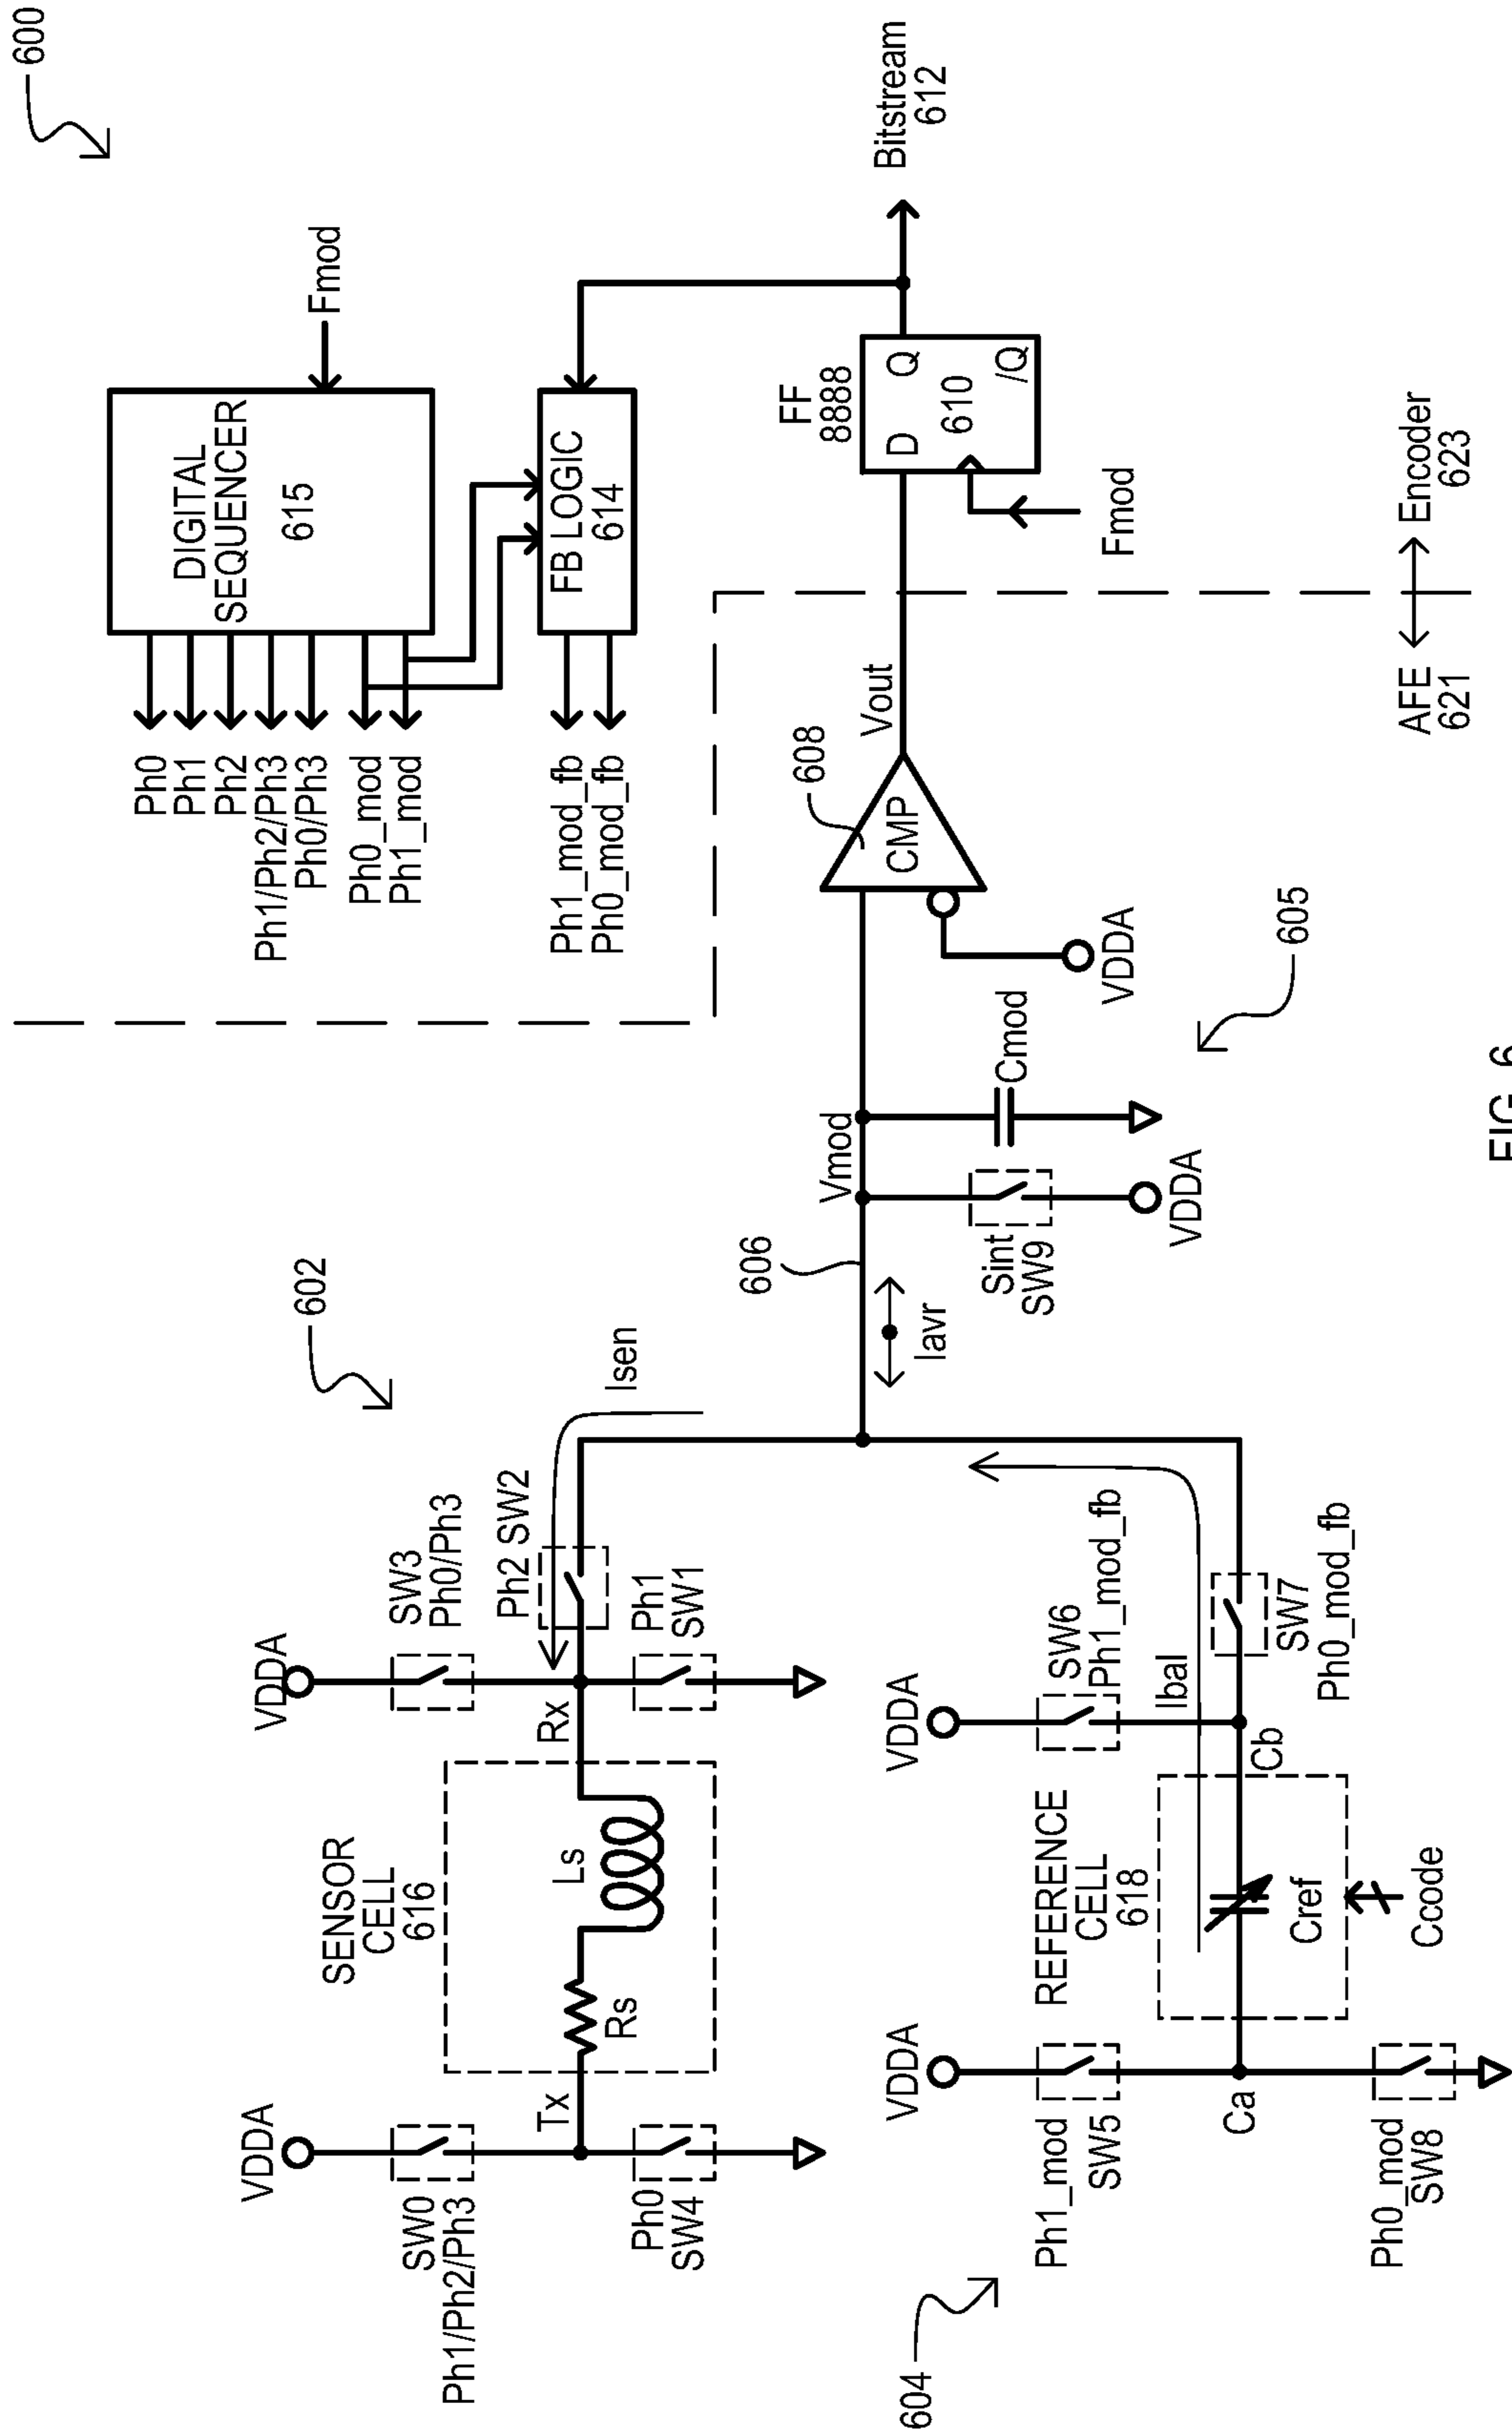 600
DIGITAL
SEQUENCER
615
Fmod
Ph0
Ph1
Ph2
Ph1/Ph2/Ph3
Ph0/Ph3
Ph0_mod
Ph1_mod
FB LOGIC
614
Ph1_mod_fb
Ph0_mod_fb
Bitstream
612
FF
8888
D
Q
610
/Q
Fmod
AFE
621
Encoder
623
602
VDDA
SW0
Ph1/Ph2/Ph3
Tx
Ph0
SW4
SENSOR
CELL
616
Rs
Ls
VDDA
SW3
Ph0/Ph3
Rx
Ph1
SW1
Ph2 SW2
Isen
606
Iavr
Vmod
Sint
SW9
VDDA
Cmod
605
608
CMP
Vout
VDDA
604
VDDA
Ph1_mod
SW5
Ca
Ph0_mod
SW8
REFERENCE
CELL
618
Cref
Ccode
VDDA
SW6
Ph1_mod_fb
Ibal
Cb
SW7
Ph0_mod_fb
FIG. 6